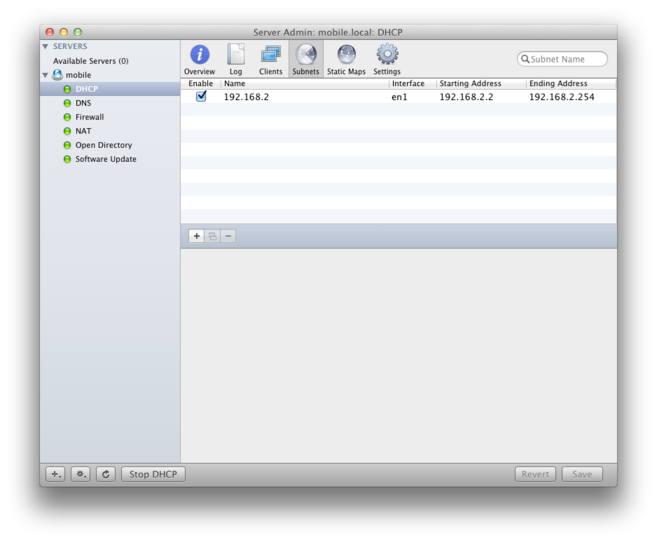 Server Admin: mobile.local: DHCP
SERVERS
Available Servers (0)
mobile
DHCP
DNS
Firewall
NAT
Open Directory
Software Update
Overview Log Clients Subnets Static Maps Settings
Subnet Name
Enable Name Interface Starting Address Ending Address
192.168.2 en1 192.168.2.2 192.168.2.254
Stop DHCP Revert Save